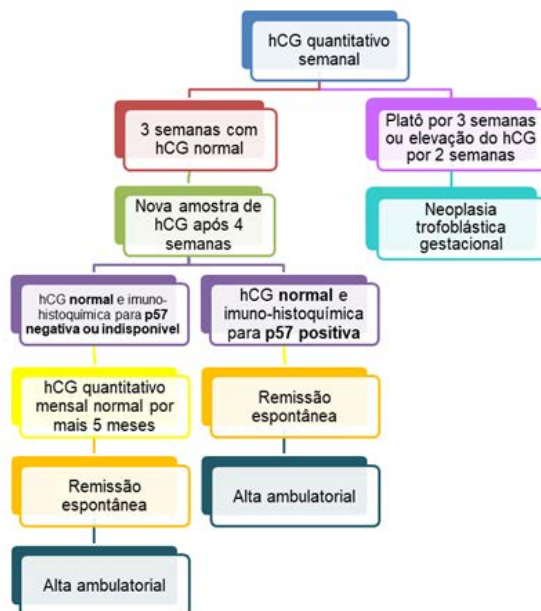 hCG quantitativo
semanal
3 semanas com
hCG normal
Platô por 3 semanas
ou elevação do hCG
por 2 semanas
Nova amostra de
hCG após 4
semanas
Neoplasia
trofoblástica
gestacional
hCG normal e imuno-
histoquímica para p57
negativa ou indisponível
hCG normal e
imuno-histoquímica
para p57 positiva
hCG quantitativo
mensal normal por
mais 5 meses
Remissão
espontânea
Remissão
espontânea
Alta ambulatorial
Alta ambulatorial